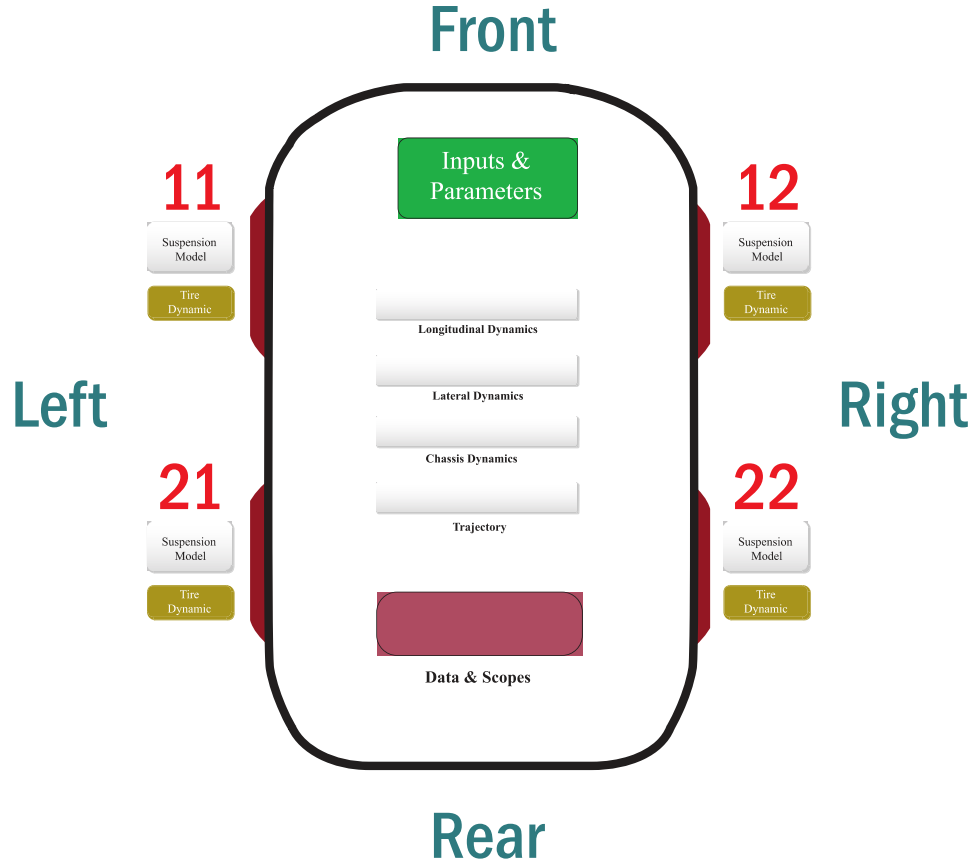 Front
Inputs &
Parameters
11
Suspension
Model
Tire
Dynamic
12
Suspension
Model
Tire
Dynamic
Longitudinal Dynamics
Lateral Dynamics
Left
Right
Chassis Dynamics
Trajectory
21
Suspension
Model
Tire
Dynamic
22
Suspension
Model
Tire
Dynamic
Data & Scopes
Rear